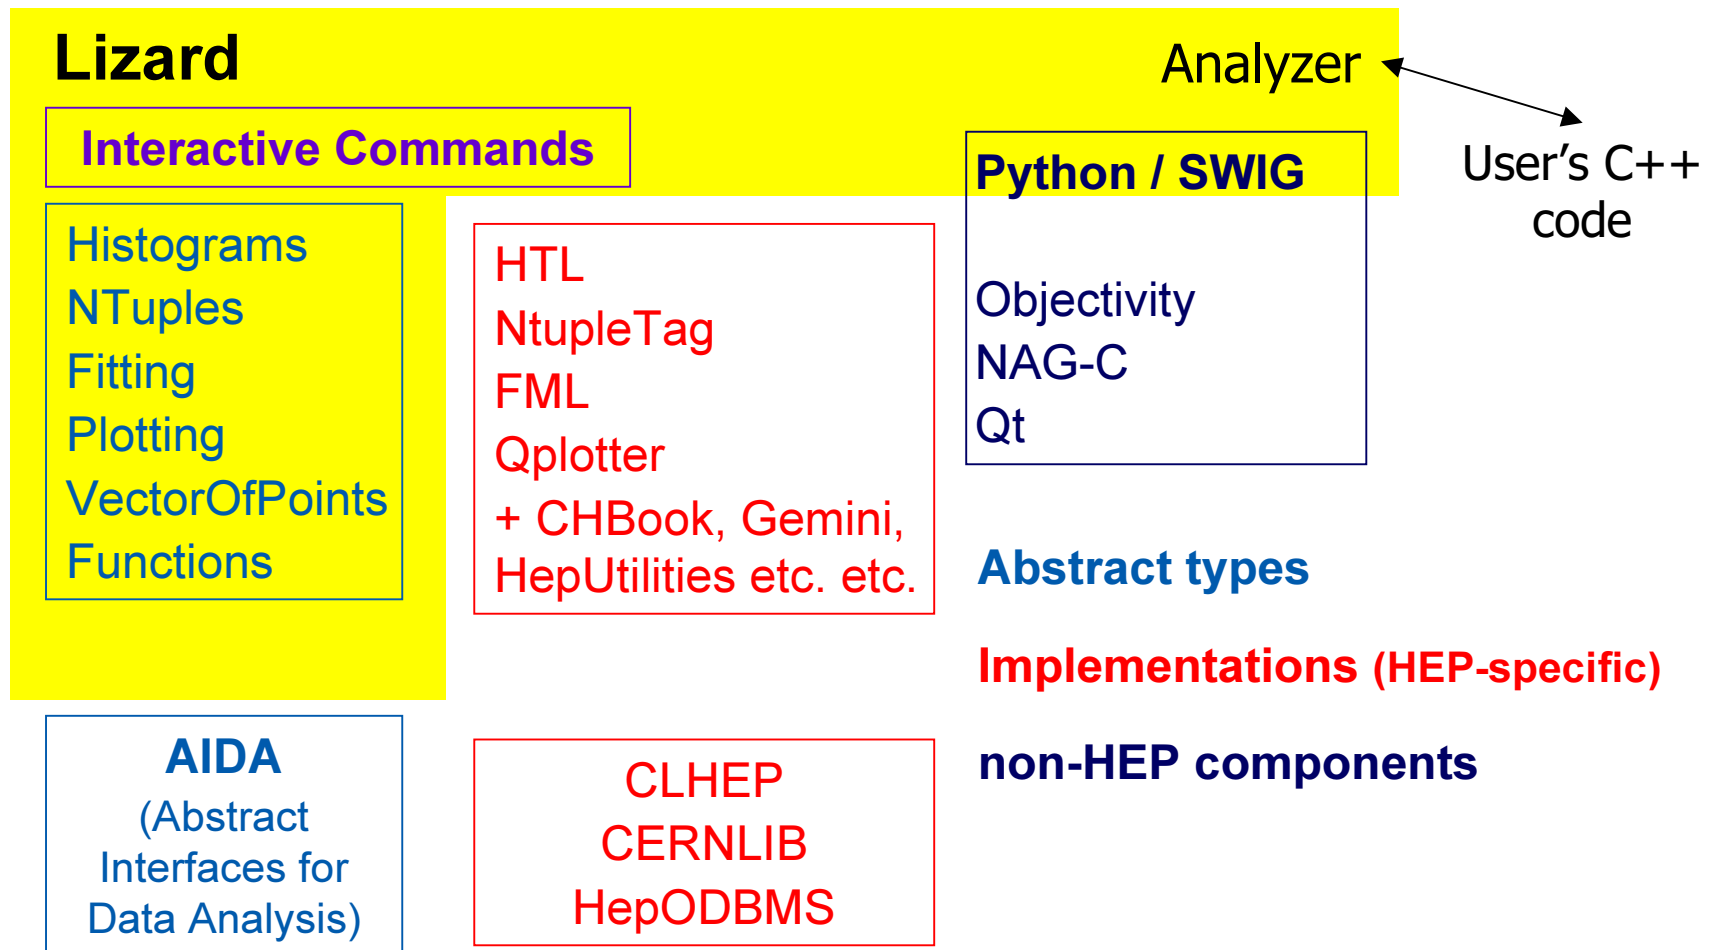 Lizard
Analyzer
Interactive Commands
Python / SWIG
User’s C++
code
Histograms
NTuples
Fitting
Plotting
VectorOfPoints
Functions
HTL
NtupleTag
FML
Qplotter
+ CHBook, Gemini,
HepUtilities etc. etc.
Objectivity
NAG-C
Qt
Abstract types
Implementations (HEP-specific)
non-HEP components
AIDA
(Abstract
Interfaces for
Data Analysis)
CLHEP
CERNLIB
HepODBMS